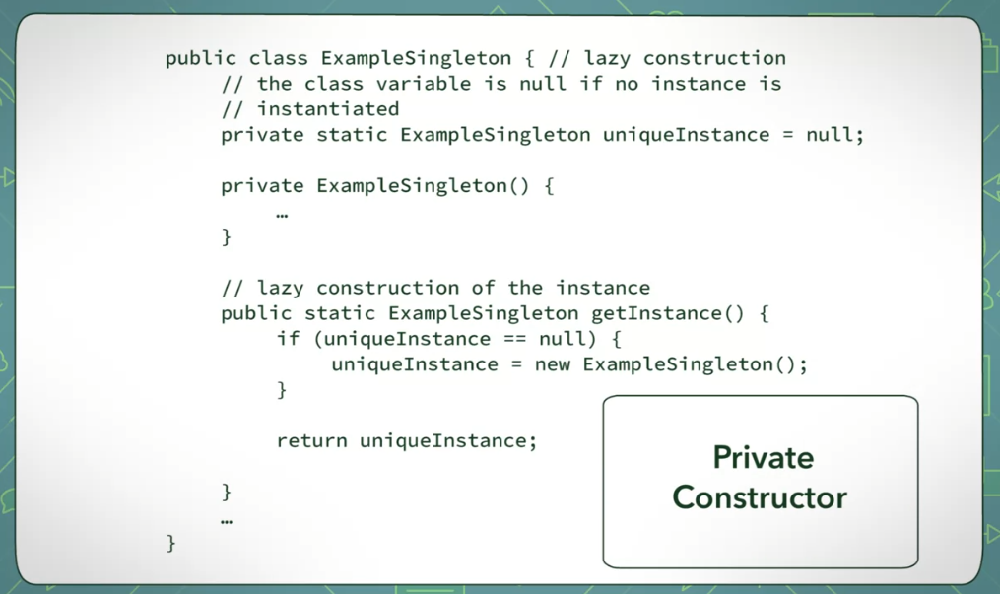 public class ExampleSingleton { // lazy construction
// the class variable is null if no instance is
// instantiated
private static ExampleSingleton uniqueInstance = null;
private ExampleSingleton() {
…
}
// lazy construction of the instance
public static ExampleSingleton getInstance() {
if (uniqueInstance == null) {
uniqueInstance = new ExampleSingleton();
}
return uniqueInstance;
}
…
}
Private
Constructor